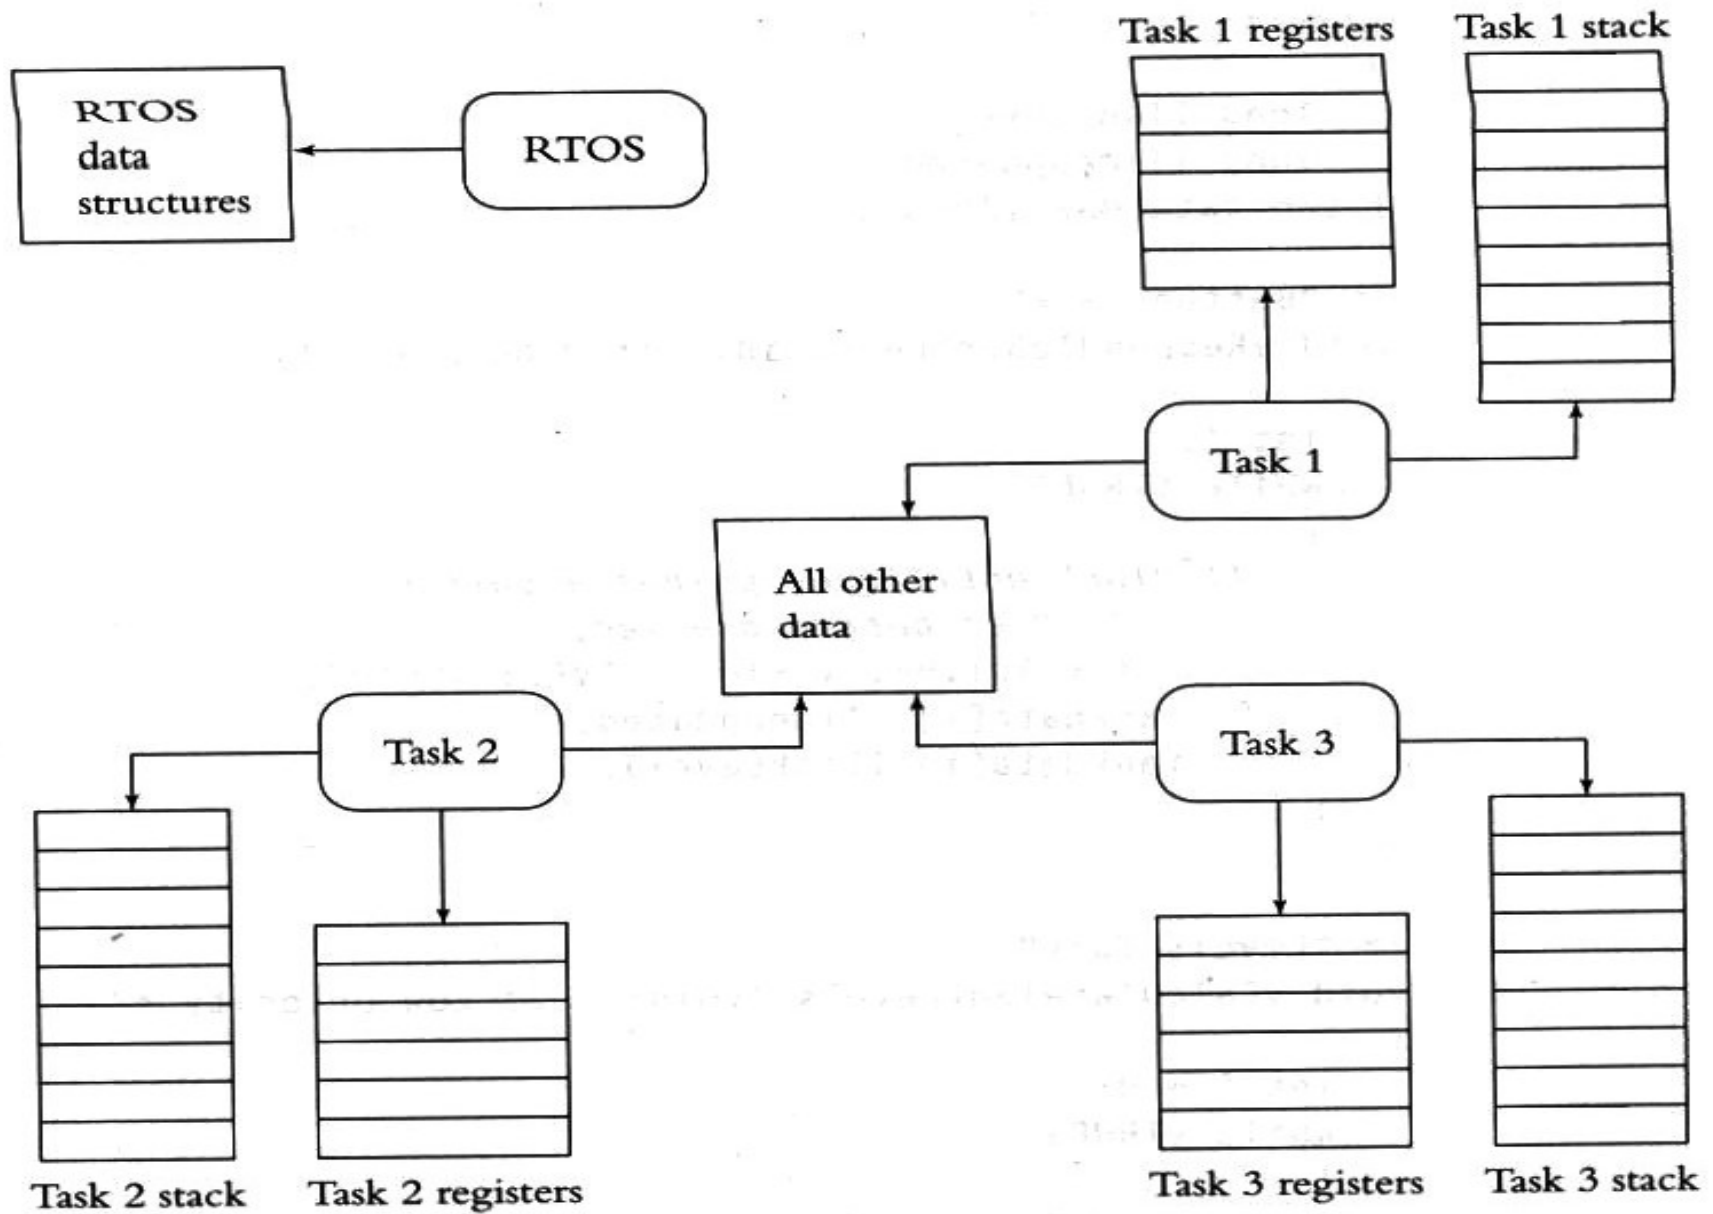 Task 1 registers
Task 1 stack
RTOS
data
structures
RTOS
Task 1
All other
data
Task 2
Task 3
Task 2 stack
Task 2 registers
Task 3 registers
Task 3 stack